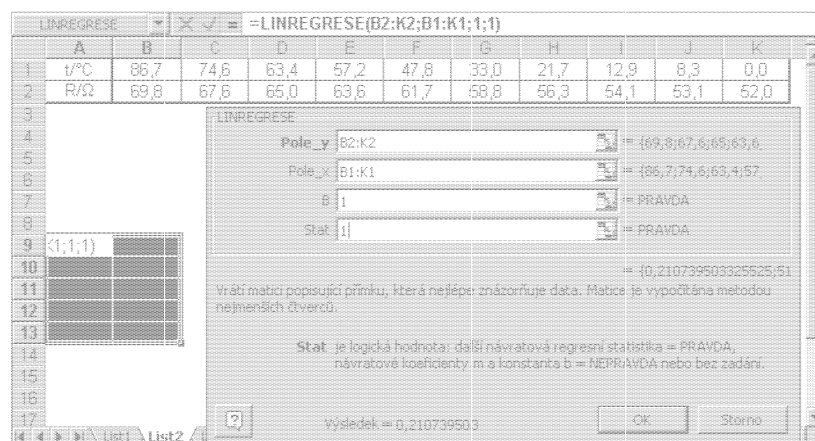 LINREGRESE =LINREGRESE(B2:K2;B1:K1;1;1)
A B C D E F G H I J K
1 t/°C 86,7 74,6 63,4 57,2 47,8 33,0 21,7 12,9 8,3 0,0
2 R/Ω 69,8 67,6 65,0 63,6 61,7 58,8 56,3 54,1 53,1 52,0
3
LINREGRESE
4 Pole_y B2:K2 = {69,8;67,6;65;63,6
5
6 Pole_x B1:K1 = {86,7;74,6;63,4;57
7 B 1 = PRAVDA
8 Stat 1 = PRAVDA
9 <1;1;1)
10 = {0,210739503325525;51
11 Vrátí matici popisující přímku, která nejlépe znázorňuje data. Matice je vypočítána metodou
12 nejmenších čtverců.
13
14 Stat je logická hodnota: další návratová regresní statistika = PRAVDA,
15 návratové koeficienty m a konstanta b = NEPRAVDA nebo bez zadání.
16
17 Výsledek = 0,210739503 OK Storno
List1 List2